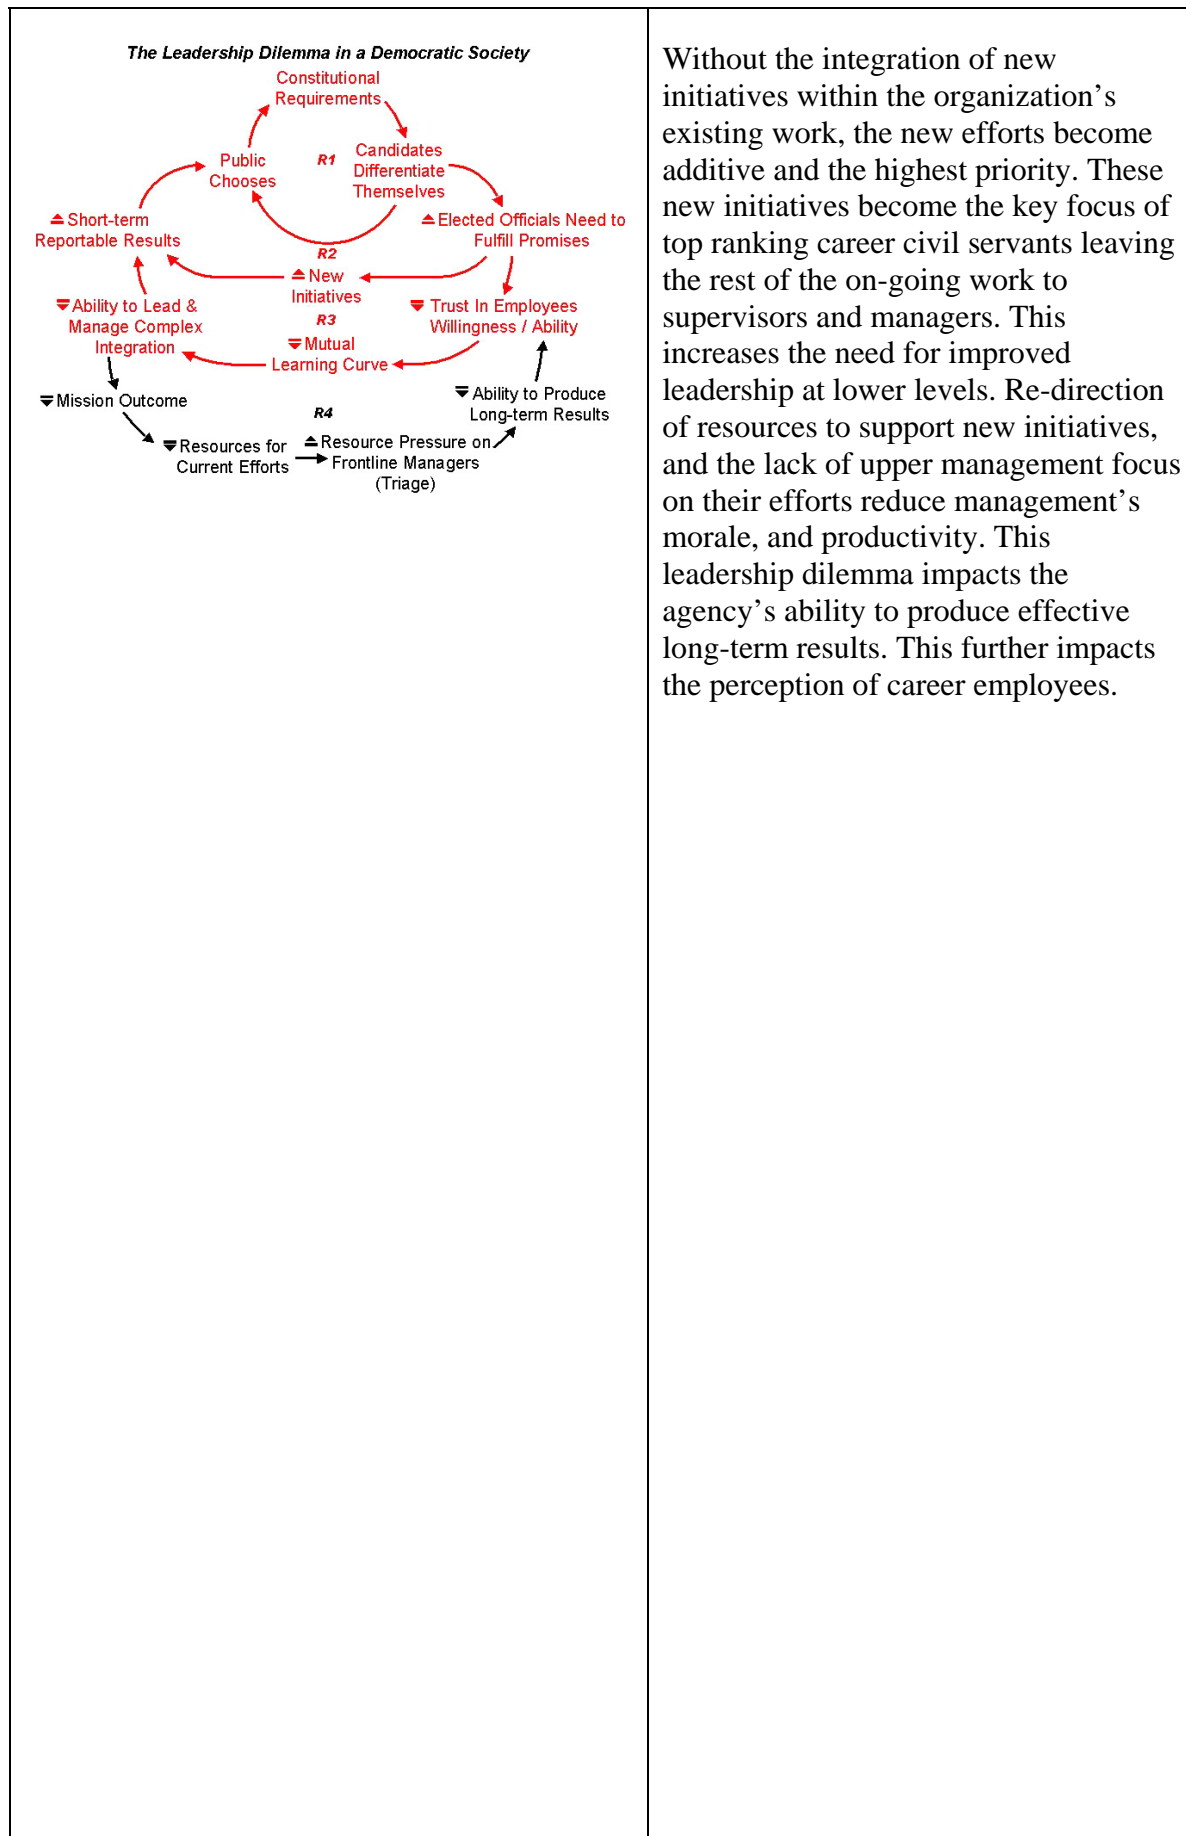 The Leadership Dilemma in a Democratic Society
Constitutional
Requirements
Public
Chooses
R1
Candidates
Differentiate
Themselves
Short-term
Reportable Results
Elected Officials Need to
Fulfill Promises
R2
New
Initiatives
Ability to Lead &
Manage Complex
Integration
R3
Trust In Employees
Willingness / Ability
Mutual
Learning Curve
Mission Outcome
Ability to Produce
Long-term Results
R4
Resources for
Current Efforts
Resource Pressure on
Frontline Managers
(Triage)
Without the integration of new
initiatives within the organization’s
existing work, the new efforts become
additive and the highest priority. These
new initiatives become the key focus of
top ranking career civil servants leaving
the rest of the on-going work to
supervisors and managers. This
increases the need for improved
leadership at lower levels. Re-direction
of resources to support new initiatives,
and the lack of upper management focus
on their efforts reduce management’s
morale, and productivity. This
leadership dilemma impacts the
agency’s ability to produce effective
long-term results. This further impacts
the perception of career employees.